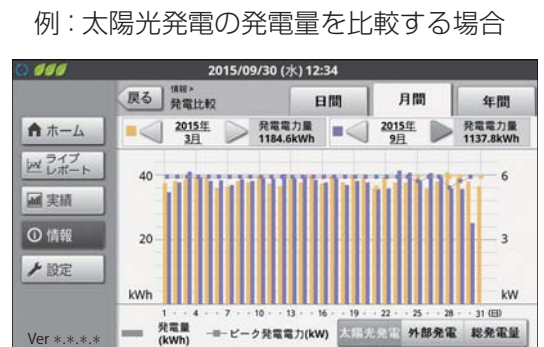 例：太陽光発電の発電量を比較する場合
2015/09/30 (水) 12:34
戻る
情報>
発電比較
日間
月間
年間
ホーム
ライブ
レポート
実績
情報
設定
Ver *.*.*.*
2015年
3月
発電電力量
1184.6kWh
2015年
9月
発電電力量
1137.8kWh
40
20
kWh
6
3
kW
1 ・ ・ 4 ・ ・ 7 ・ ・ 10 ・ ・ 13 ・ ・ 16 ・ ・ 19 ・ ・ 22 ・ ・ 25 ・ ・ 28 ・ ・ 31 (日)
発電量
(kWh)
ピーク発電電力(kW)
太陽光発電
外部発電
総発電量